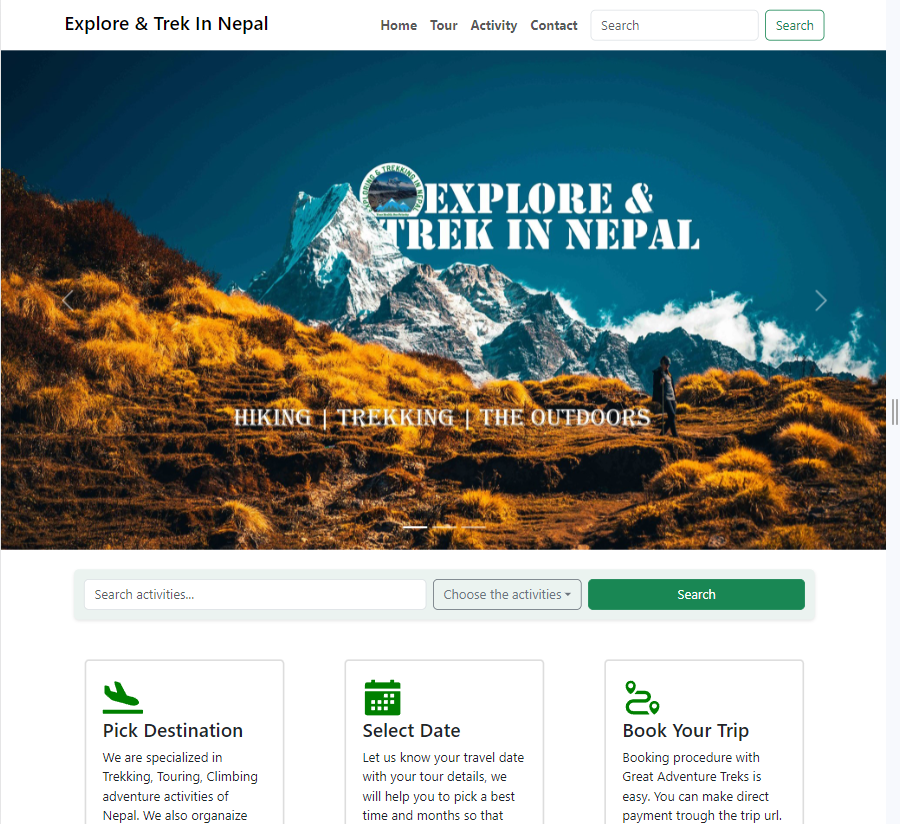 Explore & Trek In Nepal
Home Tour Activity Contact Search Search
EXPLORING & TREKKING IN NEPAL
EXPLORE &
TREK IN NEPAL
HIKING | TREKKING | THE OUTDOORS
Search activities...
Choose the activities
Search
Pick Destination
We are specialized in
Trekking, Touring, Climbing
adventure activities of
Nepal. We also organaize
Select Date
Let us know your travel date
with your tour details, we
will help you to pick a best
time and months so that
Book Your Trip
Booking procedure with
Great Adventure Treks is
easy. You can make direct
payment trough the trip url.